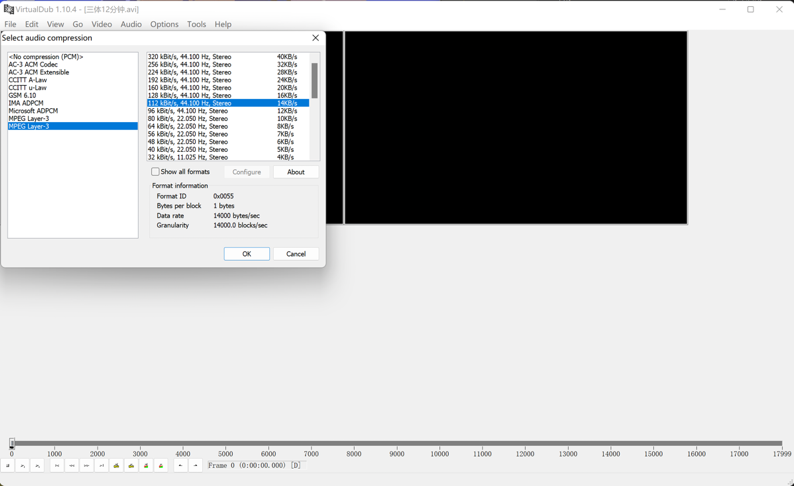 VirtualDub 1.10.4 - [三体12分钟.avi]
File Edit View Go Video Audio Options Tools Help
Select audio compression
<No compression (PCM)>
AC-3 ACM Codec
AC-3 ACM Extensible
CCITT A-Law
CCITT u-Law
GSM 6.10
IMA ADPCM
Microsoft ADPCM
MPEG Layer-3
MPEG Layer-3
320 kBit/s, 44.100 Hz, Stereo 40KB/s
256 kBit/s, 44.100 Hz, Stereo 32KB/s
224 kBit/s, 44.100 Hz, Stereo 28KB/s
192 kBit/s, 44.100 Hz, Stereo 24KB/s
160 kBit/s, 44.100 Hz, Stereo 20KB/s
128 kBit/s, 44.100 Hz, Stereo 16KB/s
112 kBit/s, 44.100 Hz, Stereo 14KB/s
96 kBit/s, 44.100 Hz, Stereo 12KB/s
80 kBit/s, 22.050 Hz, Stereo 10KB/s
64 kBit/s, 22.050 Hz, Stereo 8KB/s
56 kBit/s, 22.050 Hz, Stereo 7KB/s
48 kBit/s, 22.050 Hz, Stereo 6KB/s
40 kBit/s, 22.050 Hz, Stereo 5KB/s
32 kBit/s, 11.025 Hz, Stereo 4KB/s
Show all formats Configure About
Format information
Format ID 0x0055
Bytes per block 1 bytes
Data rate 14000 bytes/sec
Granularity 14000.0 blocks/sec
OK Cancel
0 1000 2000 3000 4000 5000 6000 7000 8000 9000 10000 11000 12000 13000 14000 15000 16000 17000 17999
Frame 0 (0:00:00.000) [D]